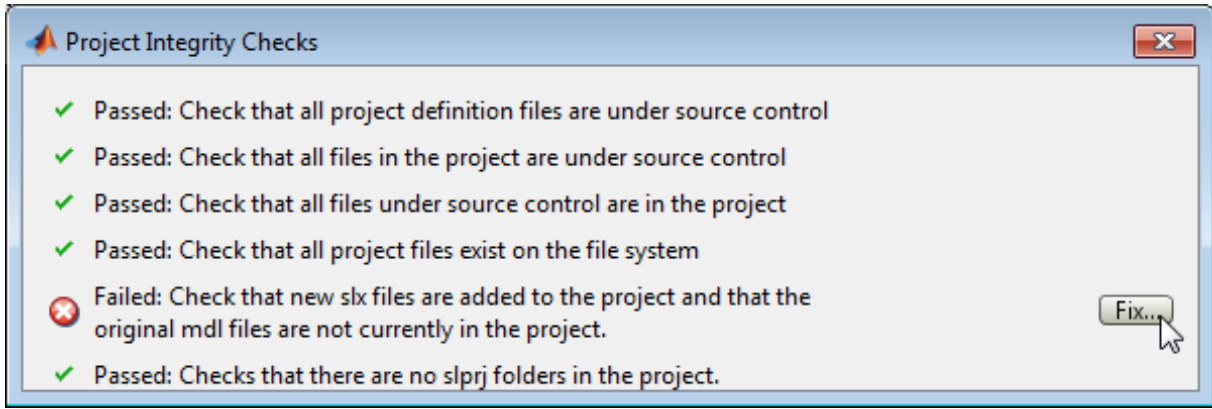 Project Integrity Checks
Passed: Check that all project definition files are under source control
Passed: Check that all files in the project are under source control
Passed: Check that all files under source control are in the project
Passed: Check that all project files exist on the file system
Failed: Check that new slx files are added to the project and that the
original mdl files are not currently in the project.
Fix...
Passed: Checks that there are no slprj folders in the project.